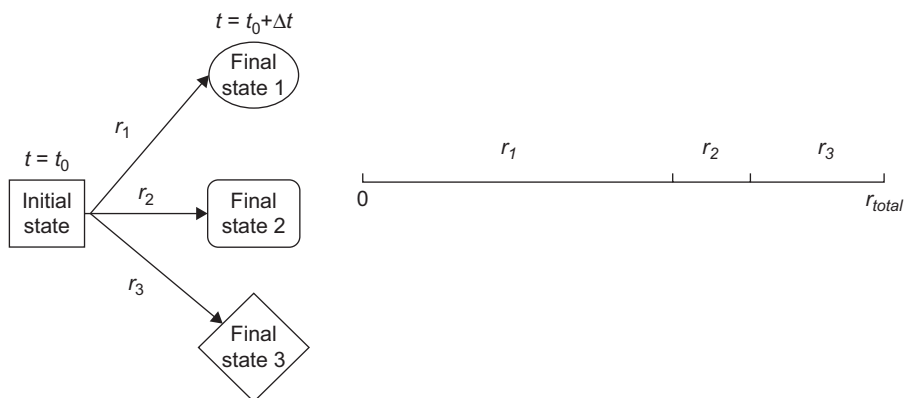 t = t0+Δt
Final
state 1
r1
t = t0
Initial
state
r2
Final
state 2
r3
Final
state 3
r1 r2 r3
0 rtotal